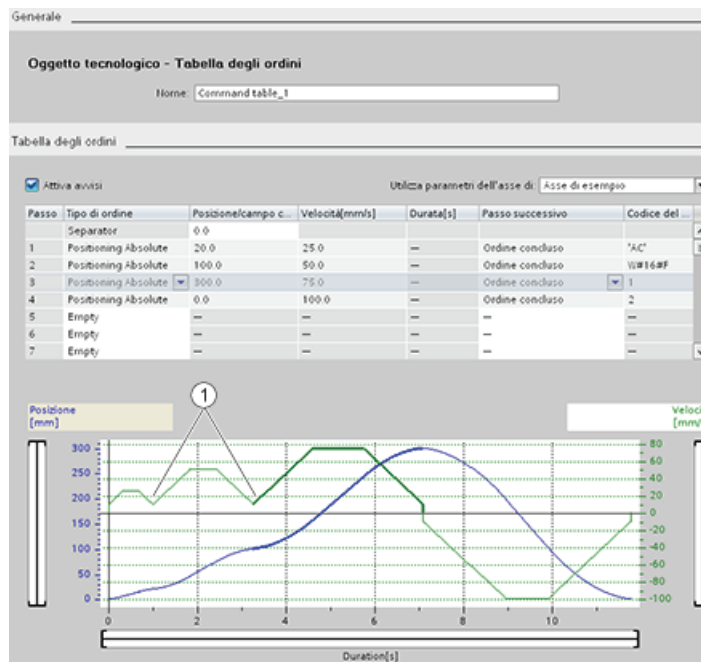 Generale
Oggetto tecnologico - Tabella degli ordini
Nome: Command table_1
Tabella degli ordini
Attiva avvisi Utilizza parametri dell'asse di: Asse di esempio
Passo Tipo di ordine Posizione/campo c... Velocità[mm/s] Durata[s] Passo successivo Codice del ...
Separator 0.0
1 Positioning Absolute 20.0 25.0 — Ordine concluso "AC"
2 Positioning Absolute 100.0 50.0 — Ordine concluso W#16#F
3 Positioning Absolute 300.0 75.0 — Ordine concluso 1
4 Positioning Absolute 0.0 100.0 — Ordine concluso 2
5 Empty — — — — —
6 Empty — — — — —
7 Empty — — — — —
Posizione
[mm]
1
Veloci
[mm/
300 80
250 60
200 40
150 20
100 0
50 -20
0 -40
-60
-80
-100
0 2 4 6 8 10
Duration[s]